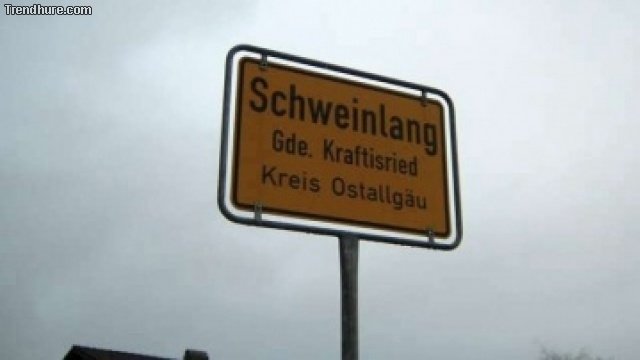 Trendhure.com
Schweinlang
Gde. Kraftisried
Kreis Ostallgäu